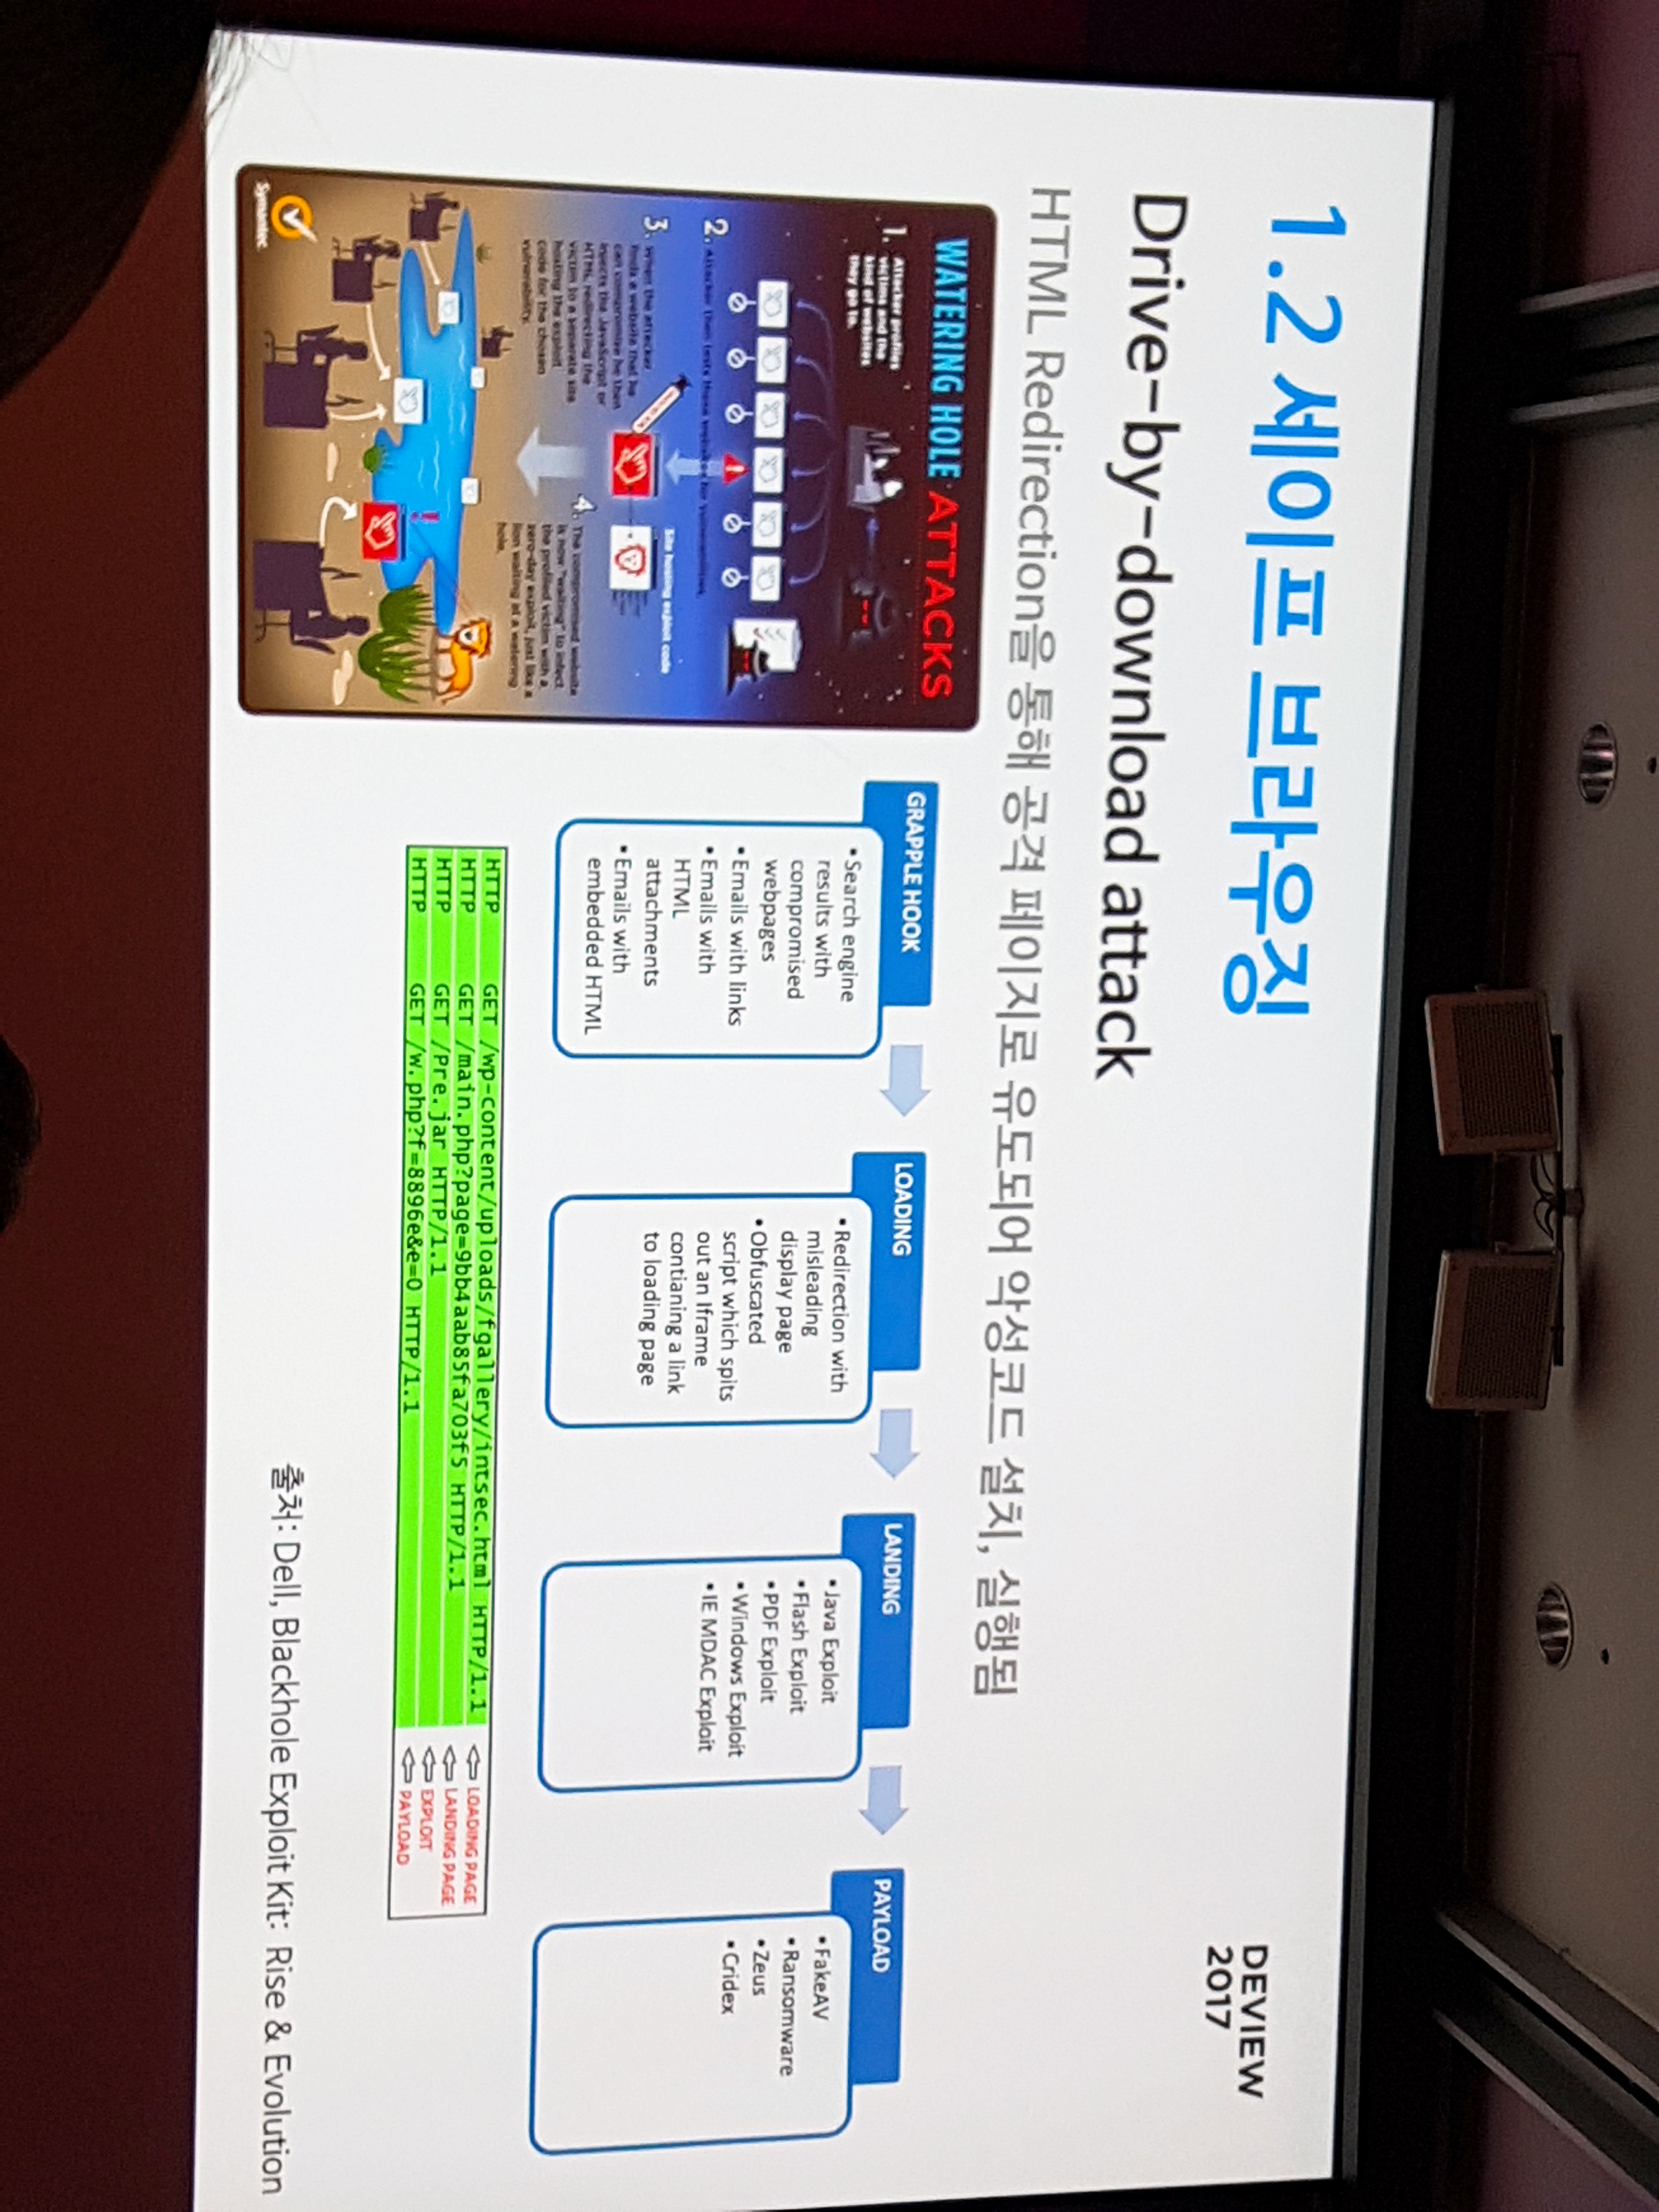 1.2 세이프 브라우징
DEVIEW
2017
Drive-by-download attack
HTML Redirection을 통해 공격 페이지로 유도되어 악성코드 설치, 실행됨
WATERING HOLE ATTACKS
1. Attacker profiles
victims and the
kind of websites
they go to.
2. Attacker then tests these websites for vulnerabilities.
3. When the attacker
finds a website that he
can compromise he then
injects the JavaScript or
HTML redirecting the
victim to a separate site
hosting the exploit
code for the chosen
vulnerability.
Site hosting exploit code
4. The compromised website
is now "waiting" to infect
the profiled victim with a
zero-day exploit, just like a
lion waiting at a watering
hole.
Symantec
GRAPPLE HOOK
•Search engine
results with
compromised
webpages
•Emails with links
•Emails with
HTML
attachments
•Emails with
embedded HTML
LOADING
•Redirection with
misleading
display page
•Obfuscated
script which spits
out an Iframe
contianing a link
to loading page
LANDING
•Java Exploit
•Flash Exploit
•PDF Exploit
•Windows Exploit
•IE MDAC Exploit
PAYLOAD
•FakeAV
•Ransomware
•Zeus
•Cridex
HTTP GET /wp-content/uploads/fgallery/intsec.html HTTP/1.1 LOADING PAGE
HTTP GET /main.php?page=9bb4aab85fa703f5 HTTP/1.1 LANDING PAGE
HTTP GET /Pre.jar HTTP/1.1 EXPLOIT
HTTP GET /w.php?f=8896e&e=0 HTTP/1.1 PAYLOAD
출처: Dell, Blackhole Exploit Kit: Rise & Evolution